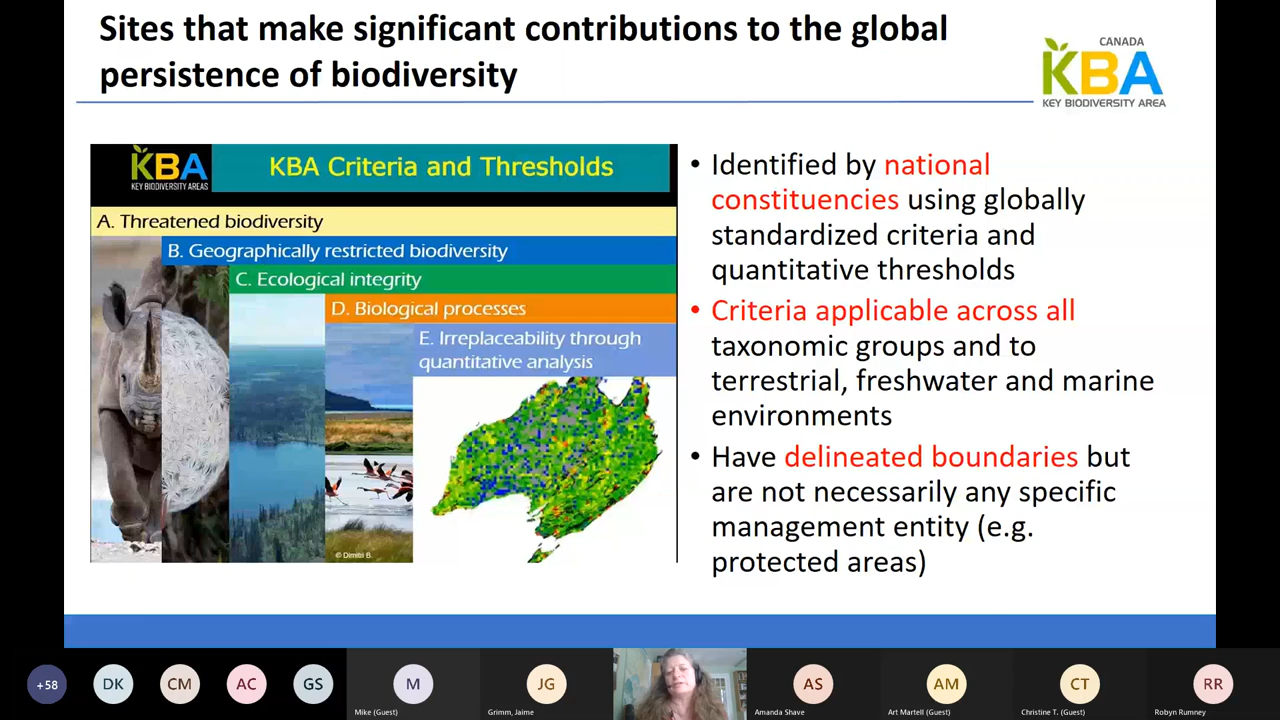 Sites that make significant contributions to the global
persistence of biodiversity
CANADA
KBA
KEY BIODIVERSITY AREA
KBA
KEY BIODIVERSITY AREAS
KBA Criteria and Thresholds
A. Threatened biodiversity
B. Geographically restricted biodiversity
C. Ecological integrity
D. Biological processes
E. Irreplaceability through
quantitative analysis
© Dimitri B.
• Identified by national
constituencies using globally
standardized criteria and
quantitative thresholds
• Criteria applicable across all
taxonomic groups and to
terrestrial, freshwater and marine
environments
• Have delineated boundaries but
are not necessarily any specific
management entity (e.g.
protected areas)
+58
DK
CM
AC
GS
M
Mike (Guest)
JG
Grimm, Jaime
AS
Amanda Shave
AM
Art Martell (Guest)
CT
Christine T. (Guest)
RR
Robyn Rumney